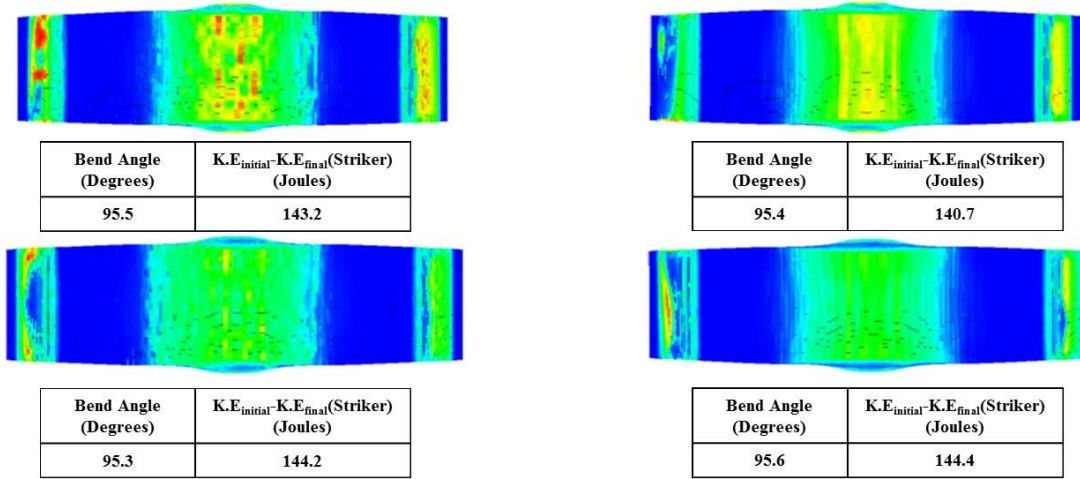 Bend Angle (Degrees) K.E_initial-K.E_final(Striker) (Joules)
95.5 143.2
Bend Angle (Degrees) K.E_initial-K.E_final(Striker) (Joules)
95.4 140.7
Bend Angle (Degrees) K.E_initial-K.E_final(Striker) (Joules)
95.3 144.2
Bend Angle (Degrees) K.E_initial-K.E_final(Striker) (Joules)
95.6 144.4